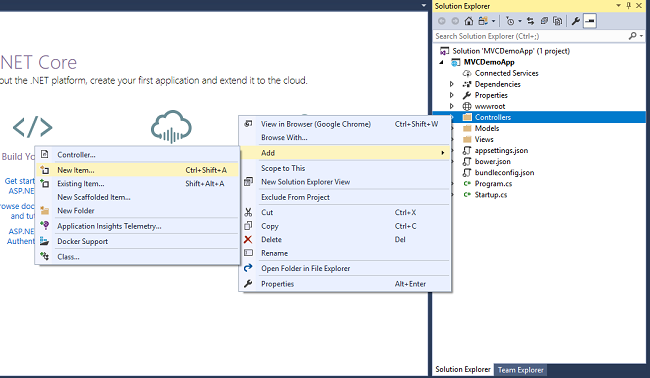 .NET Core
out the .NET platform, create your first application and extend it to the cloud.
Build Yo
Get start
ASP.NE
rowse doc
and tut
ASP.NE
Authent
Controller...
New Item... Ctrl+Shift+A
Existing Item... Shift+Alt+A
New Scaffolded Item...
New Folder
Application Insights Telemetry...
Docker Support
Class...
View in Browser (Google Chrome) Ctrl+Shift+W
Browse With...
Add
Scope to This
New Solution Explorer View
Exclude From Project
Cut Ctrl+X
Copy Ctrl+C
Delete Del
Rename
Open Folder in File Explorer
Properties Alt+Enter
Solution Explorer
Search Solution Explorer (Ctrl+;)
Solution 'MVCDemoApp' (1 project)
MVCDemoApp
Connected Services
Dependencies
Properties
wwwroot
Controllers
Models
Views
appsettings.json
bower.json
bundleconfig.json
C# Program.cs
C# Startup.cs
Solution Explorer Team Explorer